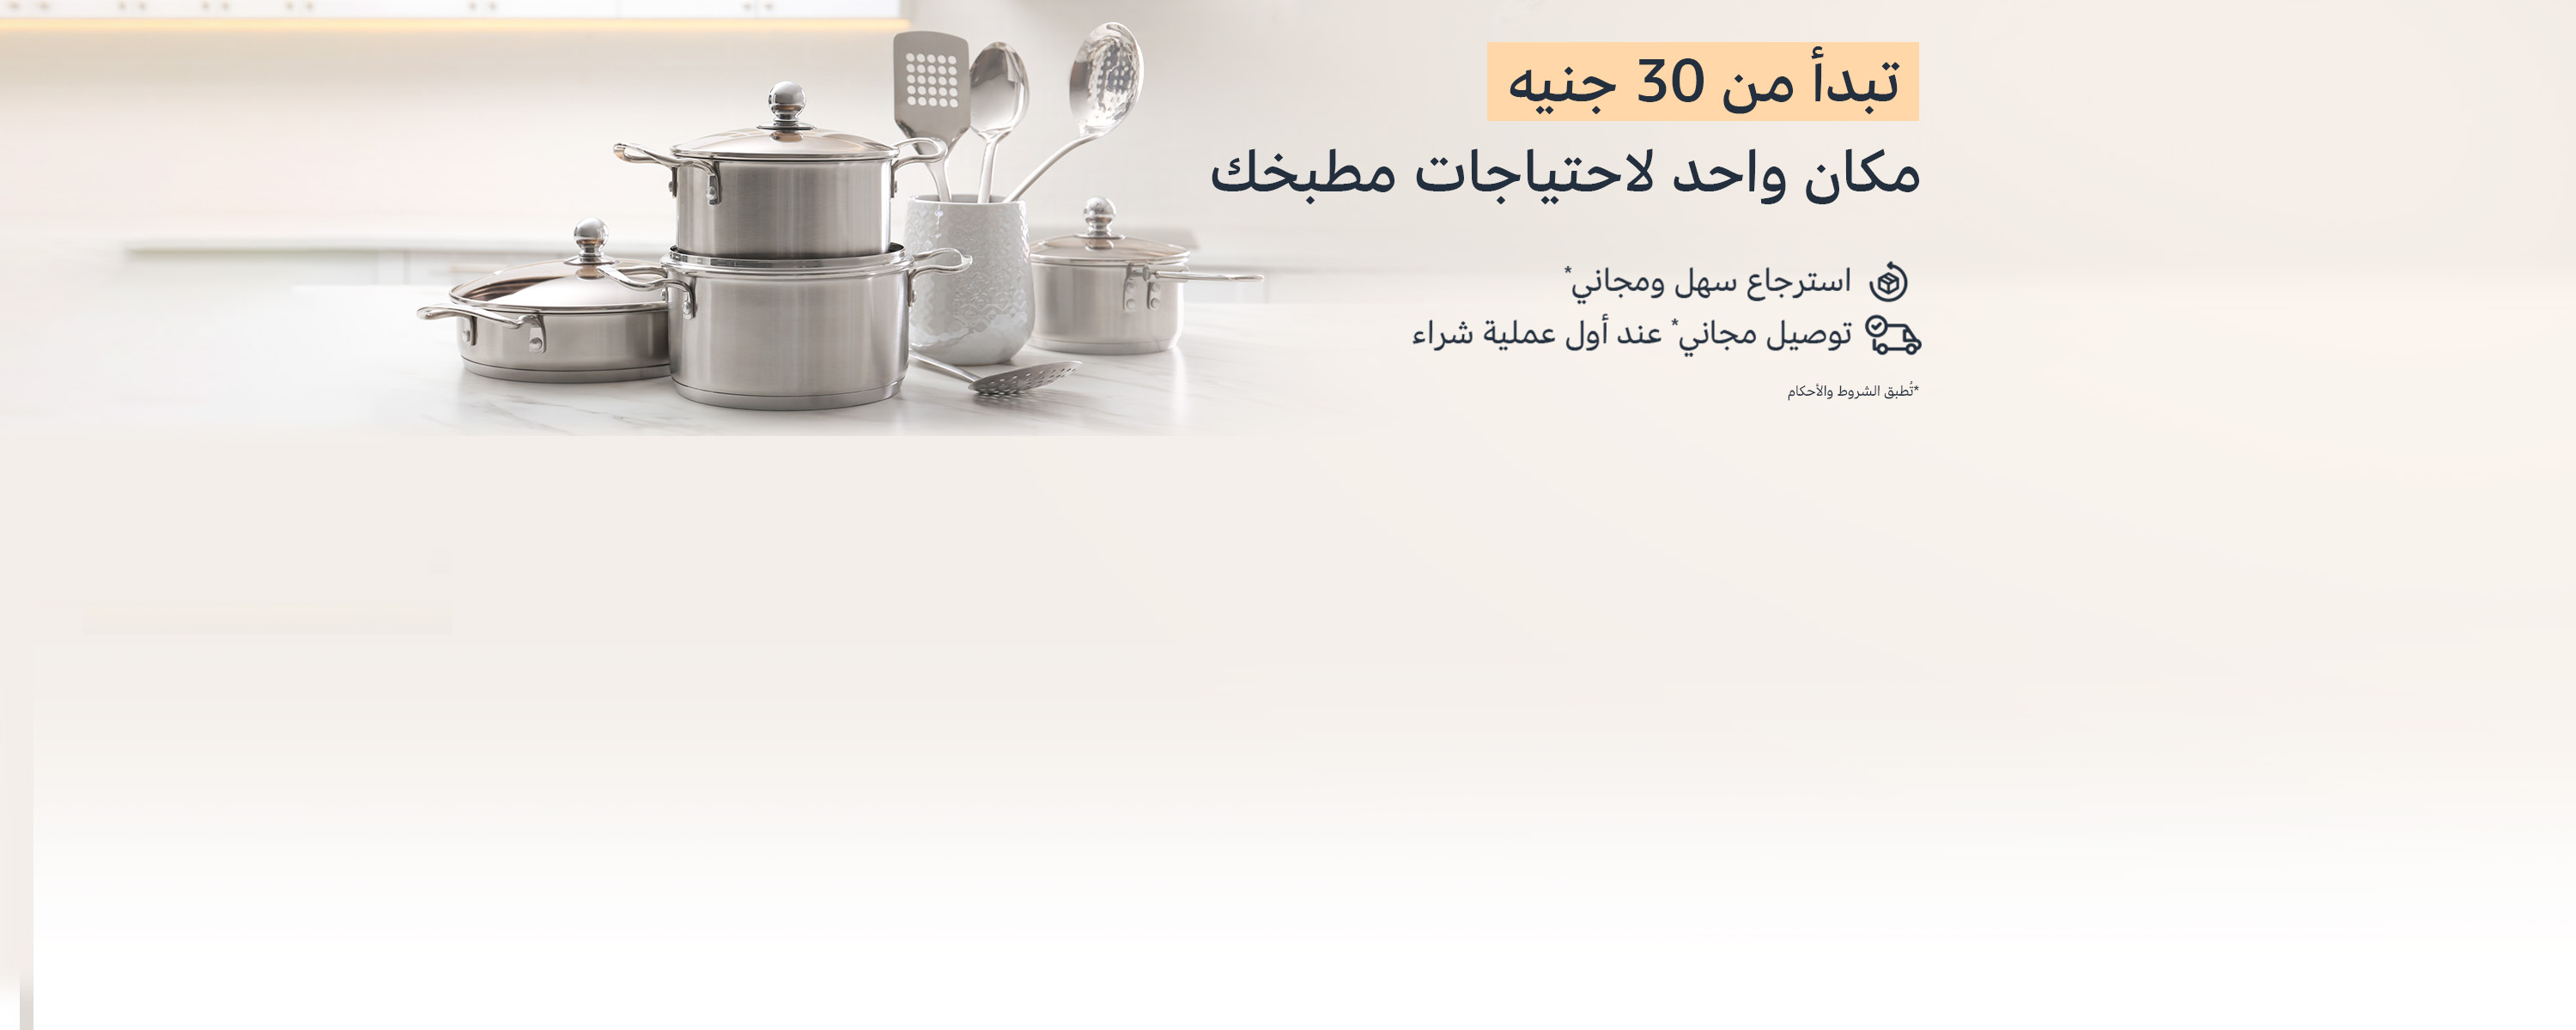 تبدأ من 30 جنيه
مكان واحد لاحتياجات مطبخك
استرجاع سهل ومجاني*
توصيل مجاني* عند أول عملية شراء
*تُطبق الشروط والأحكام